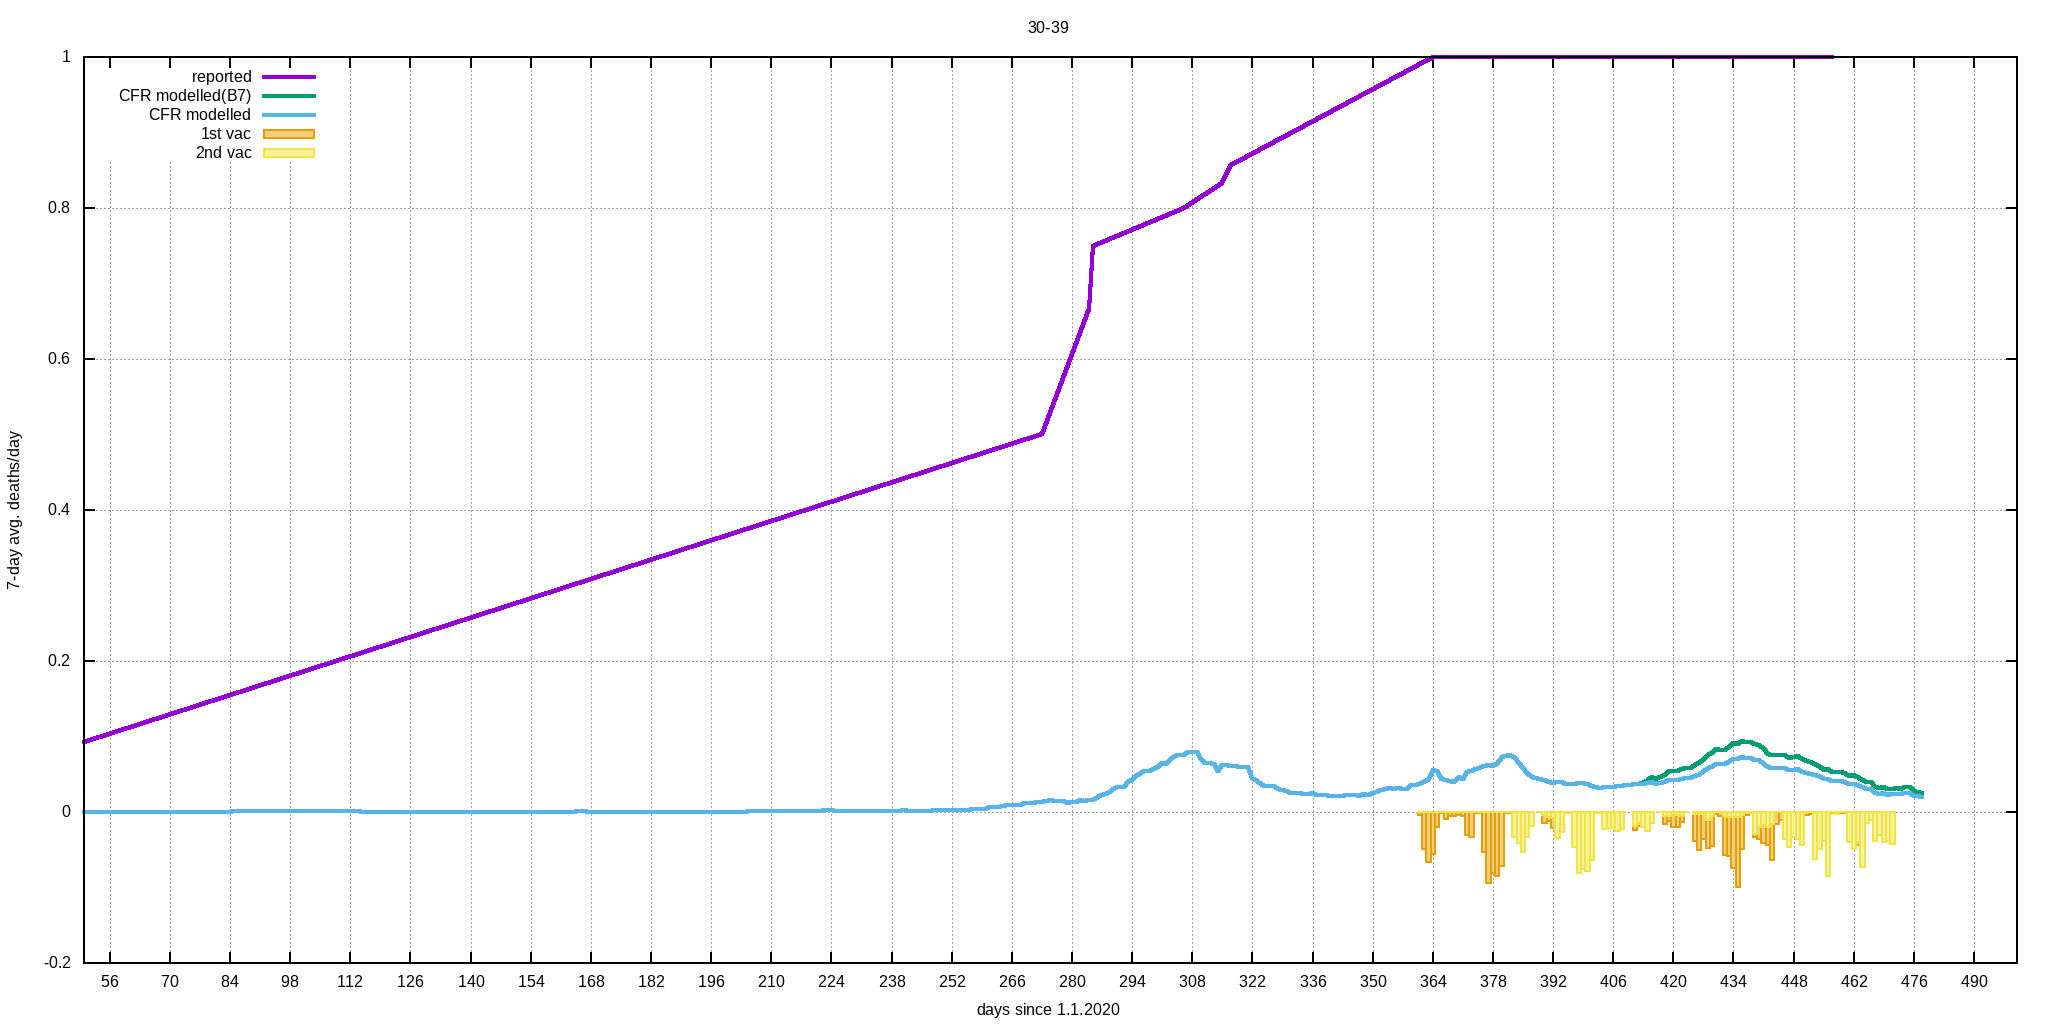 30-39
reported
CFR modelled(B7)
CFR modelled
1st vac
2nd vac
1
0.8
0.6
0.4
0.2
0
-0.2
7-day avg. deaths/day
56 70 84 98 112 126 140 154 168 182 196 210 224 238 252 266 280 294 308 322 336 350 364 378 392 406 420 434 448 462 476 490
days since 1.1.2020